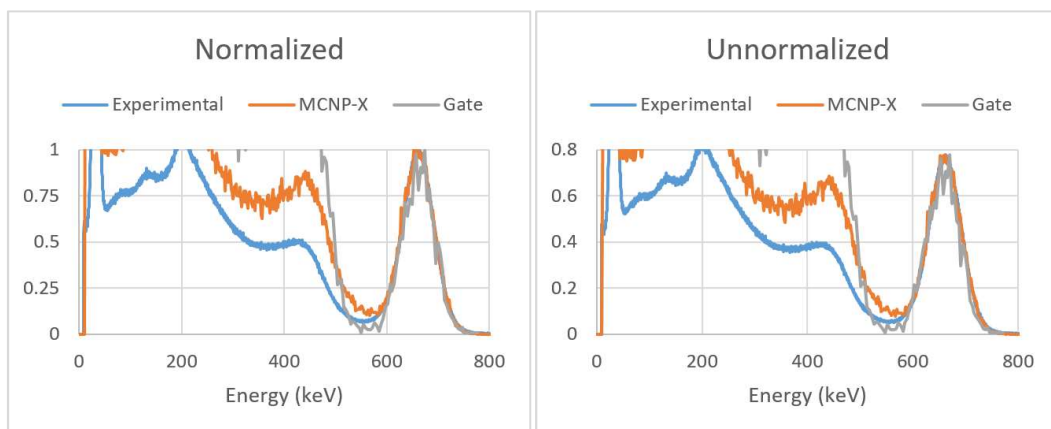 Normalized
Experimental MCNP-X Gate
1
0.75
0.5
0.25
0
0 200 400 600 800
Energy (keV)
Unnormalized
Experimental MCNP-X Gate
0.8
0.6
0.4
0.2
0
0 200 400 600 800
Energy (keV)